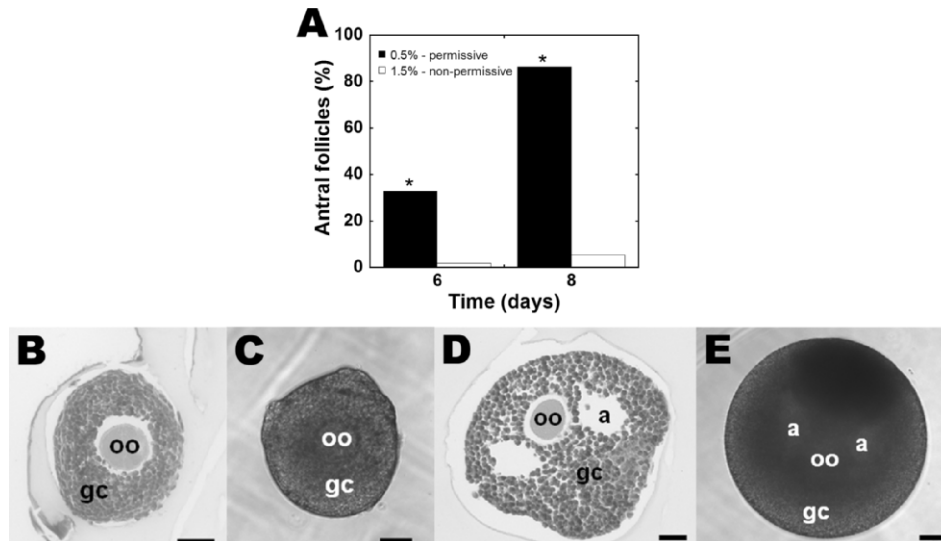 A
100
80
60
40
20
0
Antral follicles (%)
0.5% - permissive
1.5% - non-permissive
*
*
6
8
Time (days)
B
oo
gc
C
oo
gc
D
oo
a
gc
E
a
a
oo
gc